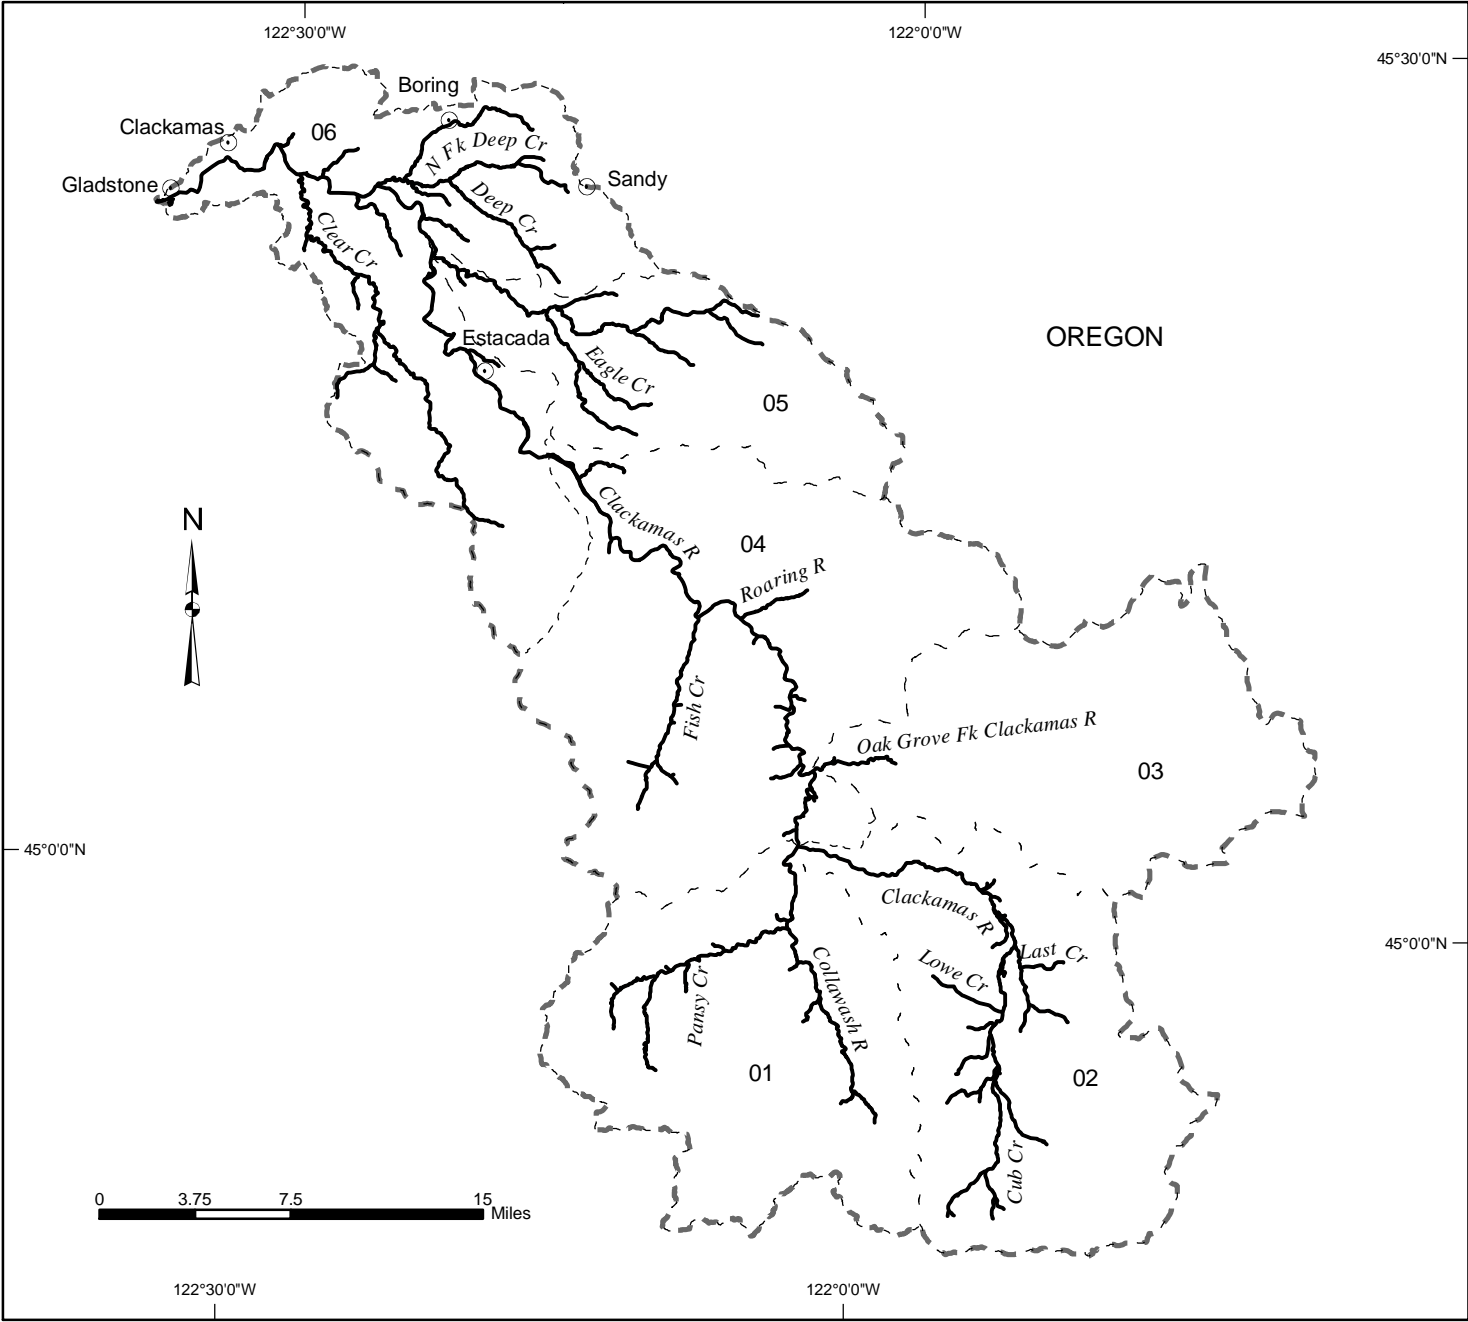 122°30'0"W
122°0'0"W
45°30'0"N
Boring
Clackamas
06
N Fk Deep Cr
Gladstone
Sandy
Deep Cr
Clear Cr
Estacada
OREGON
Eagle Cr
05
Clackamas R
N
04
Roaring R
Fish Cr
Oak Grove Fk Clackamas R
03
45°0'0"N
Clackamas R
45°0'0"N
Last Cr
Lowe Cr
Collawash R
Pansy Cr
01
02
Cub Cr
0 3.75 7.5 15
Miles
122°30'0"W
122°0'0"W